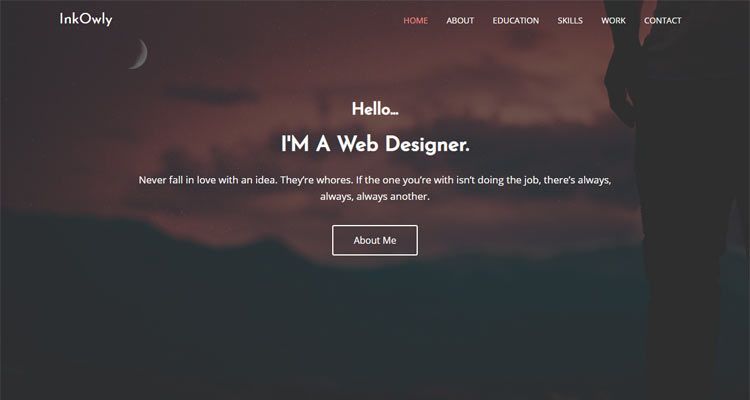 InkOwly
HOME ABOUT EDUCATION SKILLS WORK CONTACT
Hello...
I'M A Web Designer.
Never fall in love with an idea. They’re whores. If the one you’re with isn’t doing the job, there’s always,
always, always another.
About Me